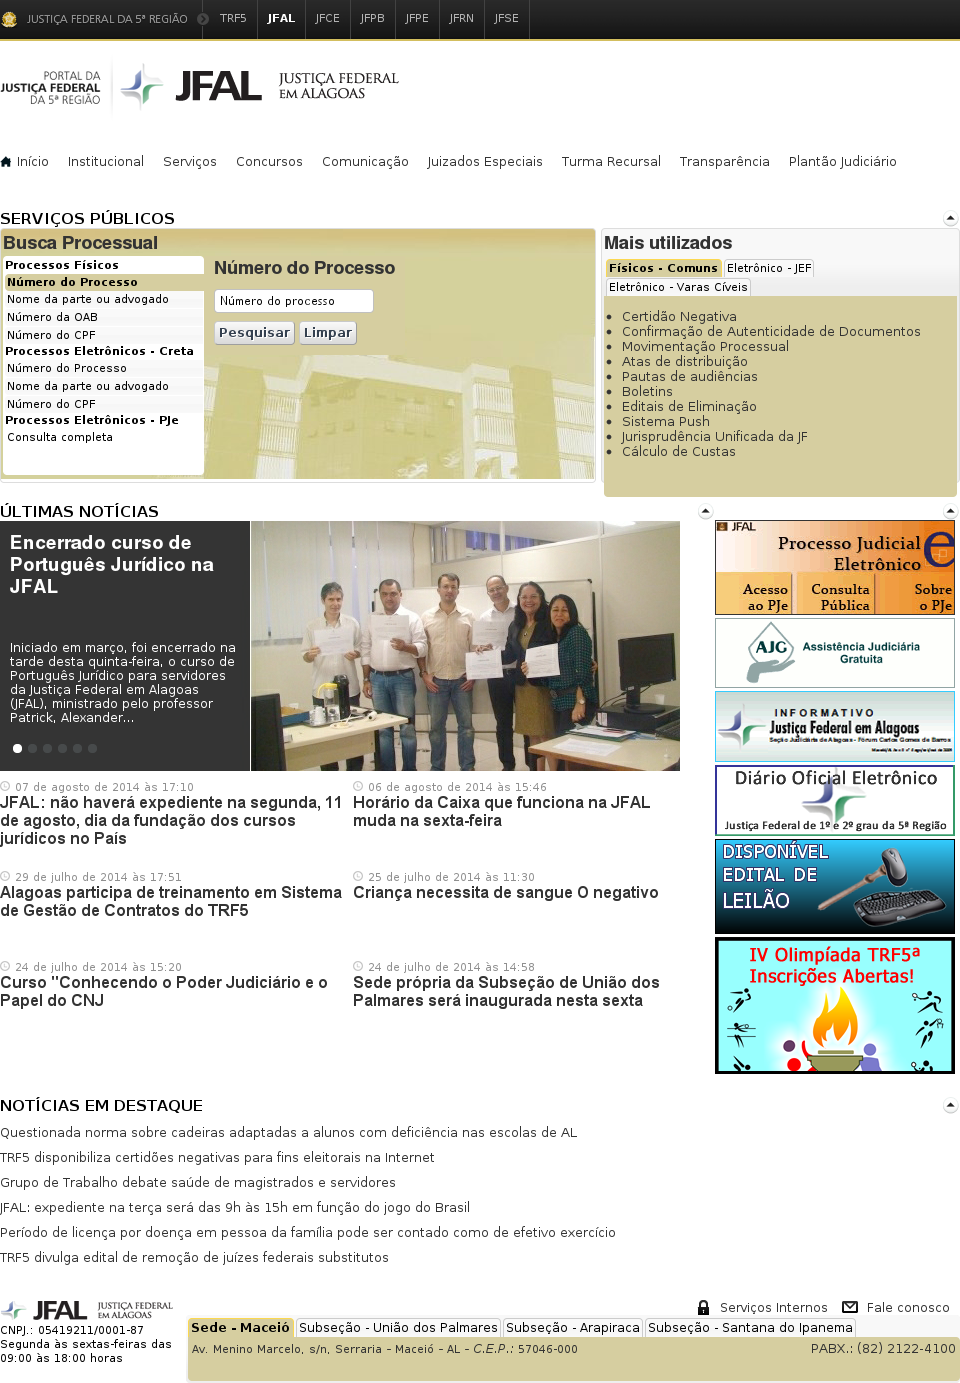 JUSTIÇA FEDERAL DA 5ª REGIÃO
TRF5
JFAL
JFCE
JFPB
JFPE
JFRN
JFSE
PORTAL DA
JUSTIÇA FEDERAL
DA 5ª REGIÃO
JFAL
JUSTIÇA FEDERAL
EM ALAGOAS
Início
Institucional
Serviços
Concursos
Comunicação
Juizados Especiais
Turma Recursal
Transparência
Plantão Judiciário
SERVIÇOS PÚBLICOS
Busca Processual
Processos Físicos
Número do Processo
Nome da parte ou advogado
Número da OAB
Número do CPF
Processos Eletrônicos - Creta
Número do Processo
Nome da parte ou advogado
Número do CPF
Processos Eletrônicos - PJe
Consulta completa
Número do Processo
Número do processo
Pesquisar
Limpar
Mais utilizados
Físicos - Comuns
Eletrônico - JEF
Eletrônico - Varas Cíveis
Certidão Negativa
Confirmação de Autenticidade de Documentos
Movimentação Processual
Atas de distribuição
Pautas de audiências
Boletins
Editais de Eliminação
Sistema Push
Jurisprudência Unificada da JF
Cálculo de Custas
ÚLTIMAS NOTÍCIAS
Encerrado curso de
Português Jurídico na
JFAL
Iniciado em março, foi encerrado na
tarde desta quinta-feira, o curso de
Português Jurídico para servidores
da Justiça Federal em Alagoas
(JFAL), ministrado pelo professor
Patrick, Alexander...
07 de agosto de 2014 às 17:10
JFAL: não haverá expediente na segunda, 11
de agosto, dia da fundação dos cursos
jurídicos no País
06 de agosto de 2014 às 15:46
Horário da Caixa que funciona na JFAL
muda na sexta-feira
29 de julho de 2014 às 17:51
Alagoas participa de treinamento em Sistema
de Gestão de Contratos do TRF5
25 de julho de 2014 às 11:30
Criança necessita de sangue O negativo
24 de julho de 2014 às 15:20
Curso "Conhecendo o Poder Judiciário e o
Papel do CNJ
24 de julho de 2014 às 14:58
Sede própria da Subseção de União dos
Palmares será inaugurada nesta sexta
JFAL
Processo Judicial
Eletrônico
e
Acesso
ao PJe
Consulta
Pública
Sobre
o PJe
AJG
Assistência Judiciária
Gratuita
INFORMATIVO
Justiça Federal em Alagoas
Seção Judiciária de Alagoas - Fórum Carlos Gomes de Barros
Diário Oficial Eletrônico
Justiça Federal de 1º e 2º grau da 5ª Região
DISPONÍVEL
EDITAL DE
LEILÃO
IV Olimpíada TRF5ª
Inscrições Abertas!
NOTÍCIAS EM DESTAQUE
Questionada norma sobre cadeiras adaptadas a alunos com deficiência nas escolas de AL
TRF5 disponibiliza certidões negativas para fins eleitorais na Internet
Grupo de Trabalho debate saúde de magistrados e servidores
JFAL: expediente na terça será das 9h às 15h em função do jogo do Brasil
Período de licença por doença em pessoa da família pode ser contado como de efetivo exercício
TRF5 divulga edital de remoção de juízes federais substitutos
JFAL
JUSTIÇA FEDERAL
EM ALAGOAS
CNPJ.: 05419211/0001-87
Segunda às sextas-feiras das
09:00 às 18:00 horas
Serviços Internos
Fale conosco
Sede - Maceió
Subseção - União dos Palmares
Subseção - Arapiraca
Subseção - Santana do Ipanema
Av. Menino Marcelo, s/n, Serraria - Maceió - AL - C.E.P.: 57046-000
PABX.: (82) 2122-4100